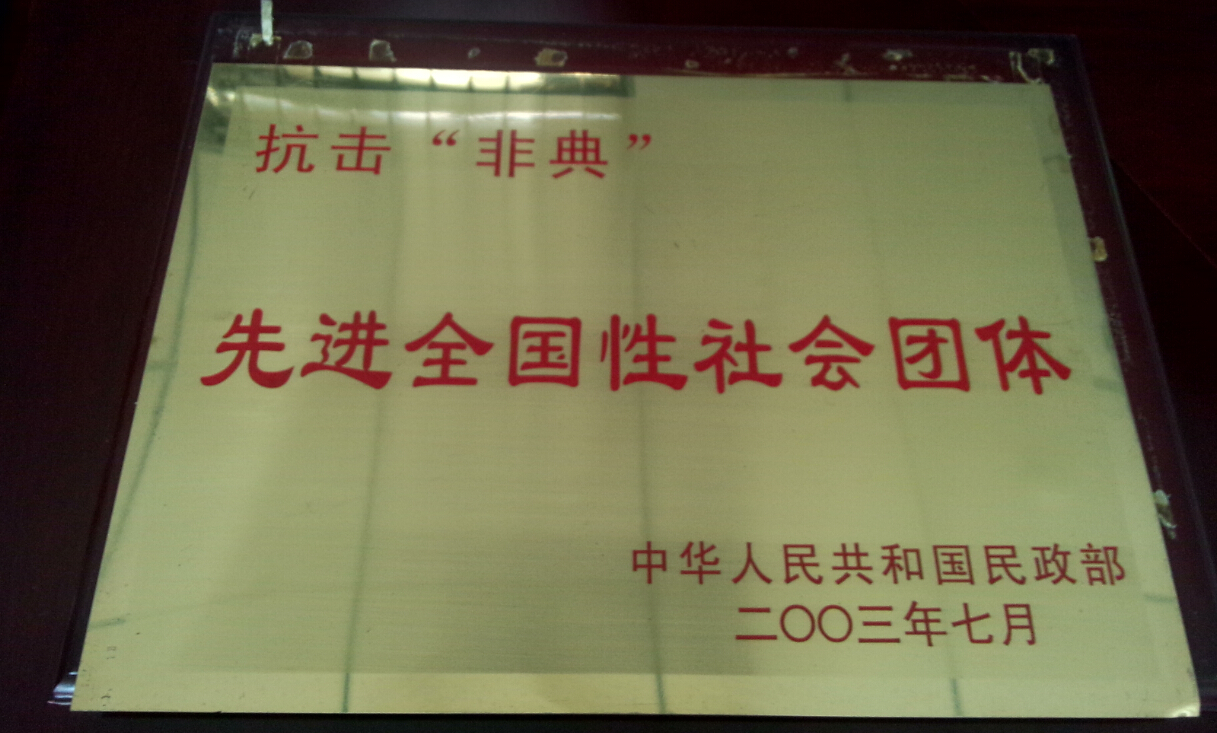 抗击“非典”
先进全国性社会团体
中华人民共和国民政部
二〇〇三年七月